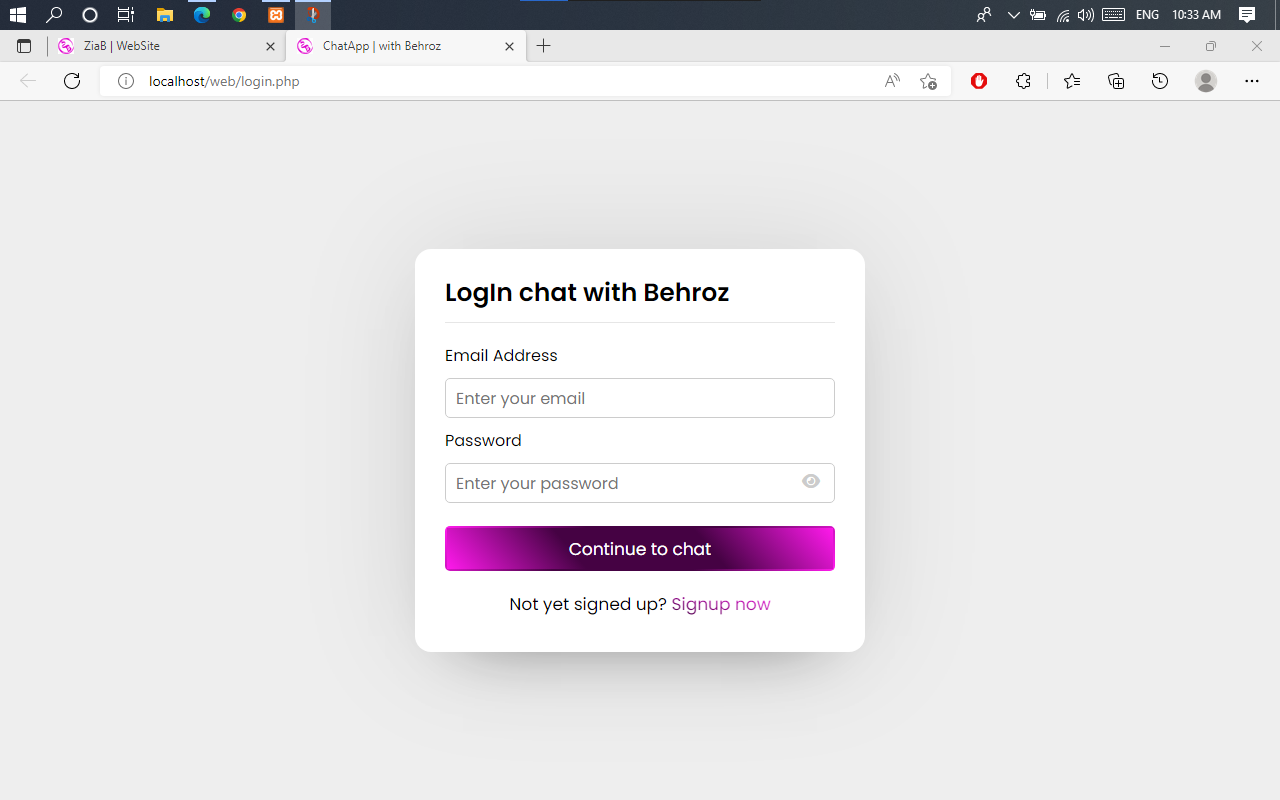 ENG 10:33 AM
ZiaB | WebSite
ChatApp | with Behroz
localhost/web/login.php
LogIn chat with Behroz
Email Address
Enter your email
Password
Enter your password
Continue to chat
Not yet signed up? Signup now